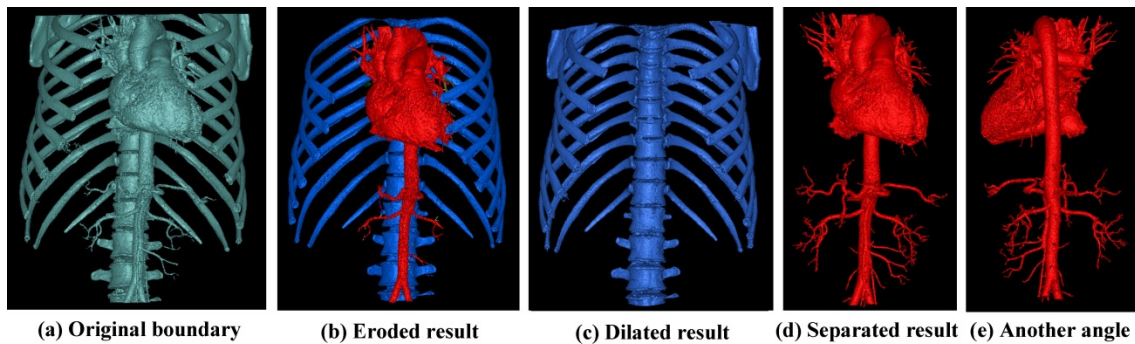 (a) Original boundary
(b) Eroded result
(c) Dilated result
(d) Separated result
(e) Another angle